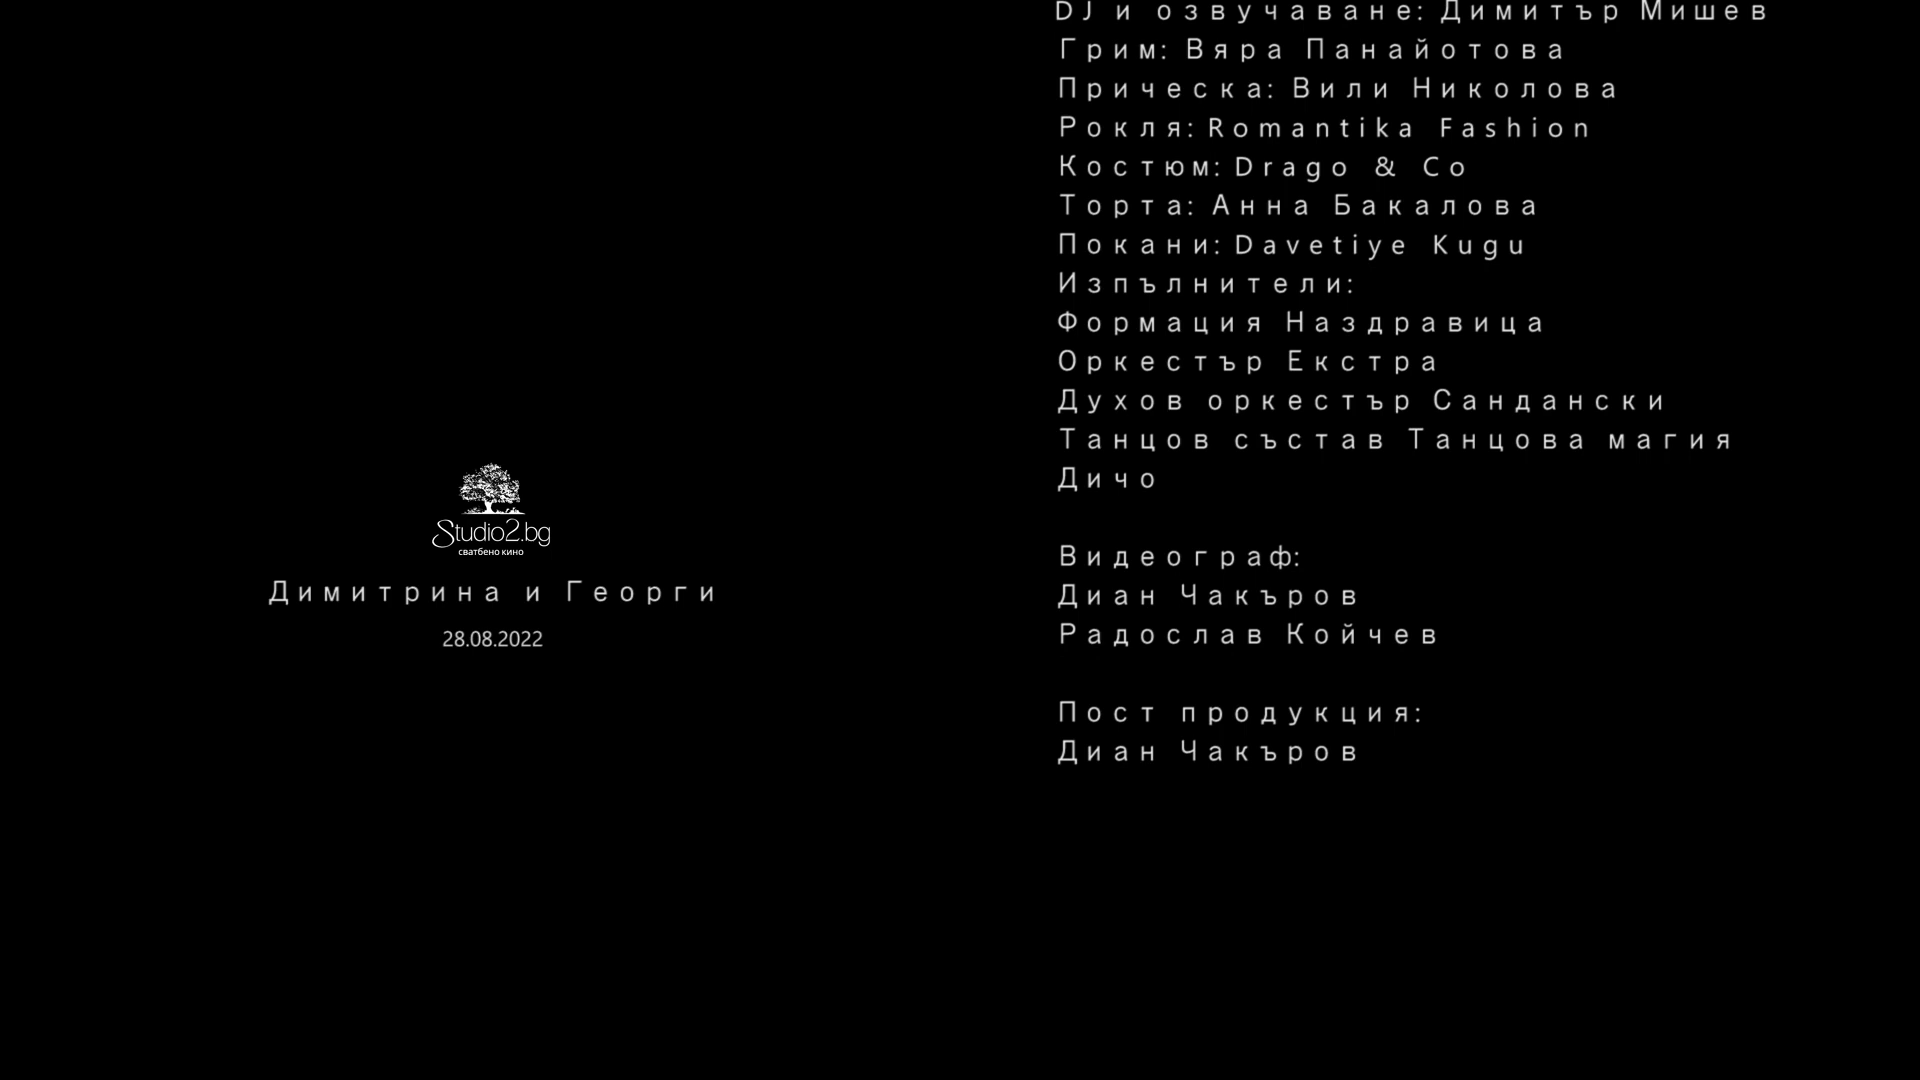 Studio2.bg
сватбено кино
Димитрина и Георги
28.08.2022
DJ и озвучаване: Димитър Мишев
Грим: Вяра Панайотова
Прическа: Вили Николова
Рокля: Romantika Fashion
Костюм: Drago & Co
Торта: Анна Бакалова
Покани: Davetiye Kugu
Изпълнители:
Формация Наздравица
Оркестър Екстра
Духов оркестър Сандански
Танцов състав Танцова магия
Дичо
Видеограф:
Диан Чакъров
Радослав Койчев
Пост продукция:
Диан Чакъров